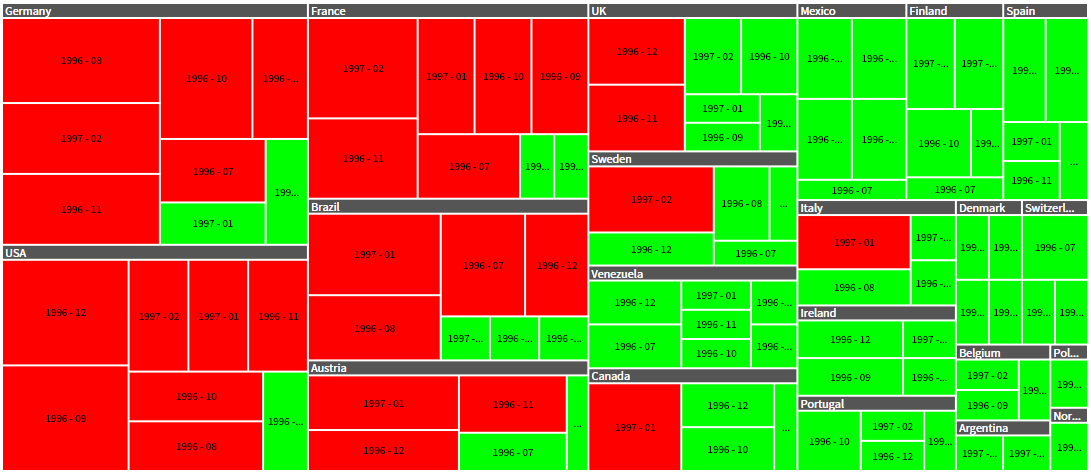 Germany
1996 - 08
1997 - 02
1996 - 11
1996 - 10
1996 -...
1996 - 07
1997 - 01
199...
USA
1996 - 12
1996 - 09
1997 - 02
1997 - 01
1996 - 11
1996 - 10
1996 - 08
1996 -...
France
1997 - 02
1996 - 11
1997 - 01
1996 - 10
1996 - 09
1996 - 07
199...
199...
Brazil
1997 - 01
1996 - 08
1996 - 07
1996 - 12
1997 -...
1996 -...
1996 -...
Austria
1997 - 01
1996 - 12
1996 - 11
1996 - 07
...
UK
1996 - 12
1996 - 11
1997 - 02
1996 - 10
1997 - 01
1996 - 09
199...
Sweden
1997 - 02
1996 - 12
1996 - 08
...
1996 - 07
Venezuela
1996 - 12
1996 - 07
1997 - 01
1996 - 11
1996 - 10
1996 -...
1996 -...
Canada
1997 - 01
1996 - 12
1996 - 10
...
Mexico
1996 -...
1996 -...
1996 -...
1996 -...
1996 - 07
Finland
1997 -...
1997 -...
1996 - 10
199...
1996 - 07
Spain
199...
199...
1997 - 01
1996 - 11
...
Italy
1997 - 01
1996 - 08
1997 -...
1996 -...
Ireland
1996 - 12
1996 - 09
1997 -...
1996 -...
Portugal
1996 - 10
1997 - 02
1996 - 12
199...
Denmark
199...
199...
199...
199...
Switzerl...
1996 - 07
199...
199...
Belgium
1997 - 02
1996 - 09
199...
Argentina
1997 -...
1997 -...
Pol...
199...
Nor...
199...